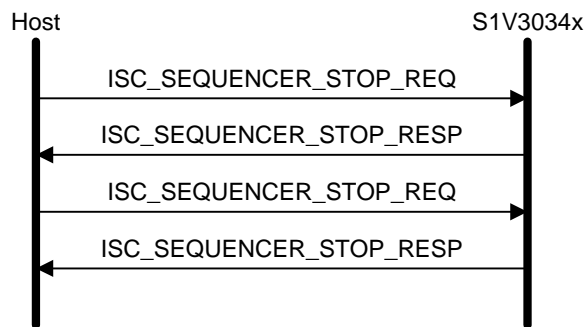 Host S1V3034x
ISC_SEQUENCER_STOP_REQ
ISC_SEQUENCER_STOP_RESP
ISC_SEQUENCER_STOP_REQ
ISC_SEQUENCER_STOP_RESP